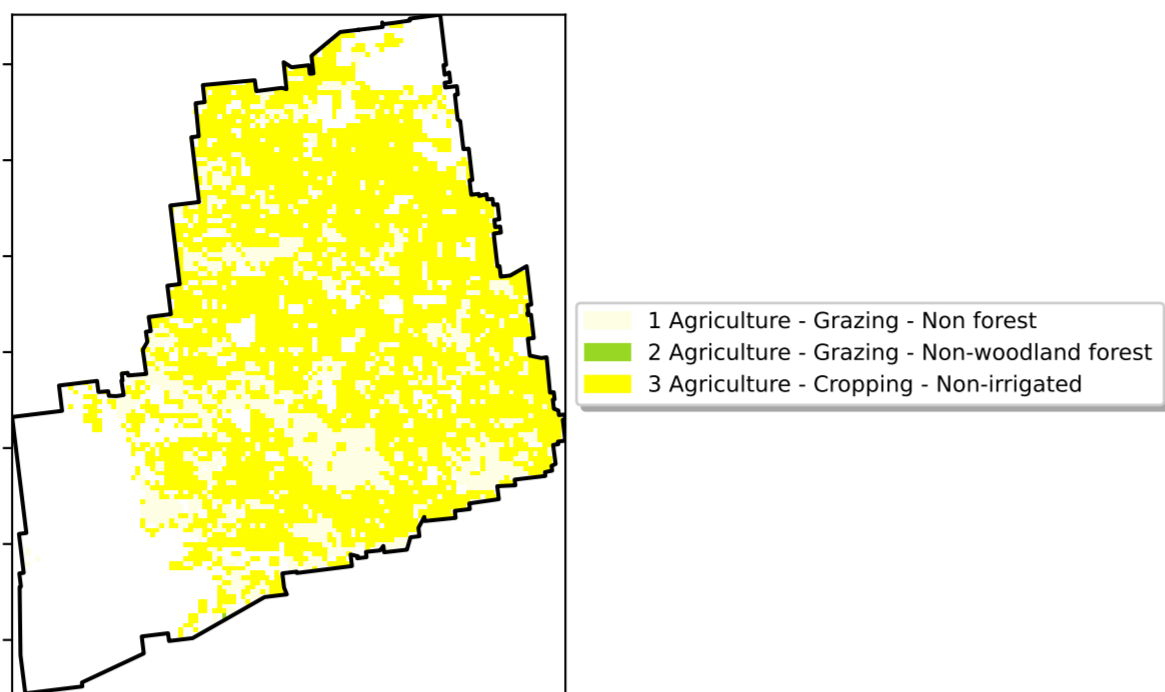 1 Agriculture - Grazing - Non forest
2 Agriculture - Grazing - Non-woodland forest
3 Agriculture - Cropping - Non-irrigated